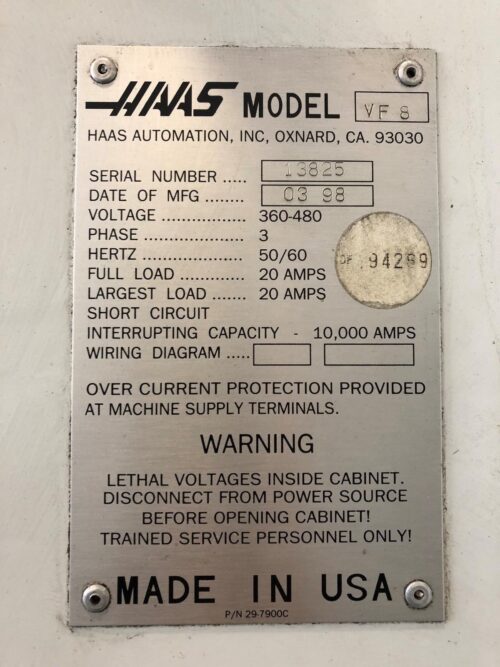 HAAS MODEL VF 8
HAAS AUTOMATION, INC, OXNARD, CA. 93030
SERIAL NUMBER ..... 13825
DATE OF MFG ........ 03 98
VOLTAGE ................. 360-480
PHASE .................... 3
HERTZ .................... 50/60
FULL LOAD ............. 20 AMPS
LARGEST LOAD ....... 20 AMPS
SHORT CIRCUIT
INTERRUPTING CAPACITY - 10,000 AMPS
WIRING DIAGRAM .....
OVER CURRENT PROTECTION PROVIDED
AT MACHINE SUPPLY TERMINALS.
WARNING
LETHAL VOLTAGES INSIDE CABINET.
DISCONNECT FROM POWER SOURCE
BEFORE OPENING CABINET!
TRAINED SERVICE PERSONNEL ONLY!
MADE IN USA
P/N 29-7900C